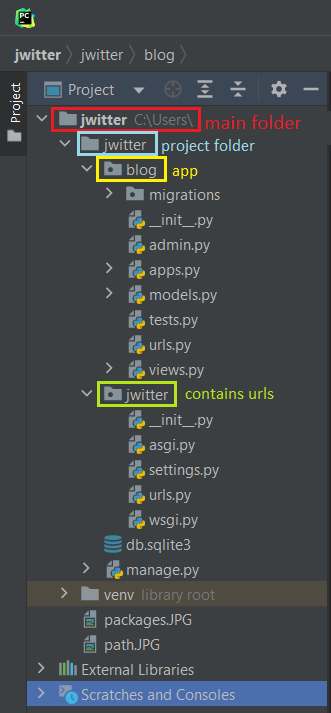 PC
jwitter 〉 jwitter 〉 blog 〉
Project
Project
jwitter C:\Users\ main folder
jwitter project folder
blog app
migrations
__init__.py
admin.py
apps.py
models.py
tests.py
urls.py
views.py
jwitter contains urls
__init__.py
asgi.py
settings.py
urls.py
wsgi.py
db.sqlite3
manage.py
venv library root
packages.JPG
path.JPG
External Libraries
Scratches and Consoles